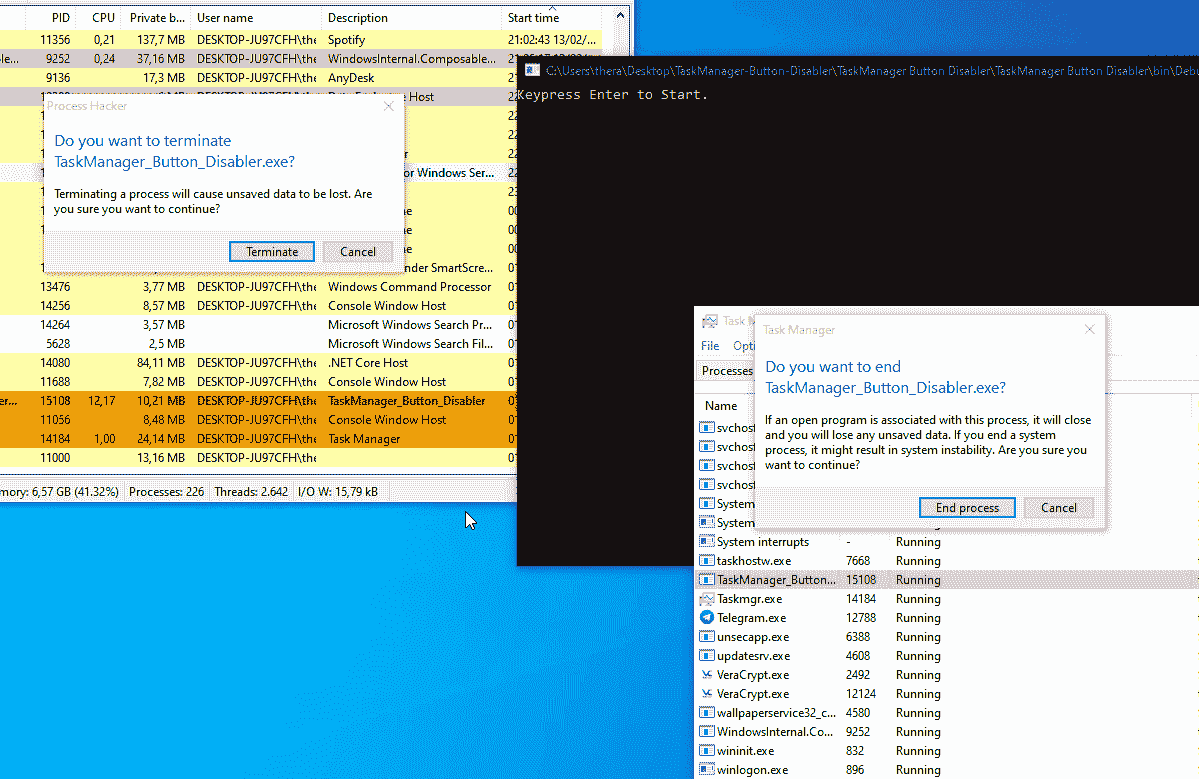 PID CPU Private b... User name Description Start time
11356 0,21 137,7 MB DESKTOP-JU97CFH\the Spotify 21:02:43 13/02/...
le... 9252 0,24 37,16 MB DESKTOP-JU97CFH\the WindowsInternal.Composable...
9136 17,3 MB DESKTOP-JU97CFH\the AnyDesk
Host
Process Hacker
Do you want to terminate
TaskManager_Button_Disabler.exe?
Terminating a process will cause unsaved data to be lost. Are
you sure you want to continue?
Terminate Cancel
or Windows Ser...
nder SmartScre...
13476 3,77 MB DESKTOP-JU97CFH\the Windows Command Processor
14256 8,57 MB DESKTOP-JU97CFH\the Console Window Host
14264 3,57 MB Microsoft Windows Search Pr...
5628 2,5 MB Microsoft Windows Search Fil...
14080 84,11 MB DESKTOP-JU97CFH\the .NET Core Host
11688 7,82 MB DESKTOP-JU97CFH\the Console Window Host
er... 15108 12,17 10,21 MB DESKTOP-JU97CFH\the TaskManager_Button_Disabler
11056 8,48 MB DESKTOP-JU97CFH\the Console Window Host
14184 1,00 24,14 MB DESKTOP-JU97CFH\the Task Manager
11000 13,16 MB DESKTOP-JU97CFH\the
mory: 6,57 GB (41.32%) Processes: 226 Threads: 2.642 I/O W: 15,79 kB
C:\Users\thera\Desktop\TaskManager-Button-Disabler\TaskManager Button Disabler\TaskManager Button Disabler\bin\Debu
Keypress Enter to Start.
Task M
File Opti
Processes
Name
svchost
svchost
svchost
svchost
System
System
Task Manager
Do you want to end
TaskManager_Button_Disabler.exe?
If an open program is associated with this process, it will close
and you will lose any unsaved data. If you end a system
process, it might result in system instability. Are you sure you
want to continue?
End process Cancel
System interrupts - Running
taskhostw.exe 7668 Running
TaskManager_Button... 15108 Running
Taskmgr.exe 14184 Running
Telegram.exe 12788 Running
unsecapp.exe 6388 Running
updatesrv.exe 4608 Running
VeraCrypt.exe 2492 Running
VeraCrypt.exe 12124 Running
wallpaperservice32_c... 4580 Running
WindowsInternal.Co... 9252 Running
wininit.exe 832 Running
winlogon.exe 896 Running